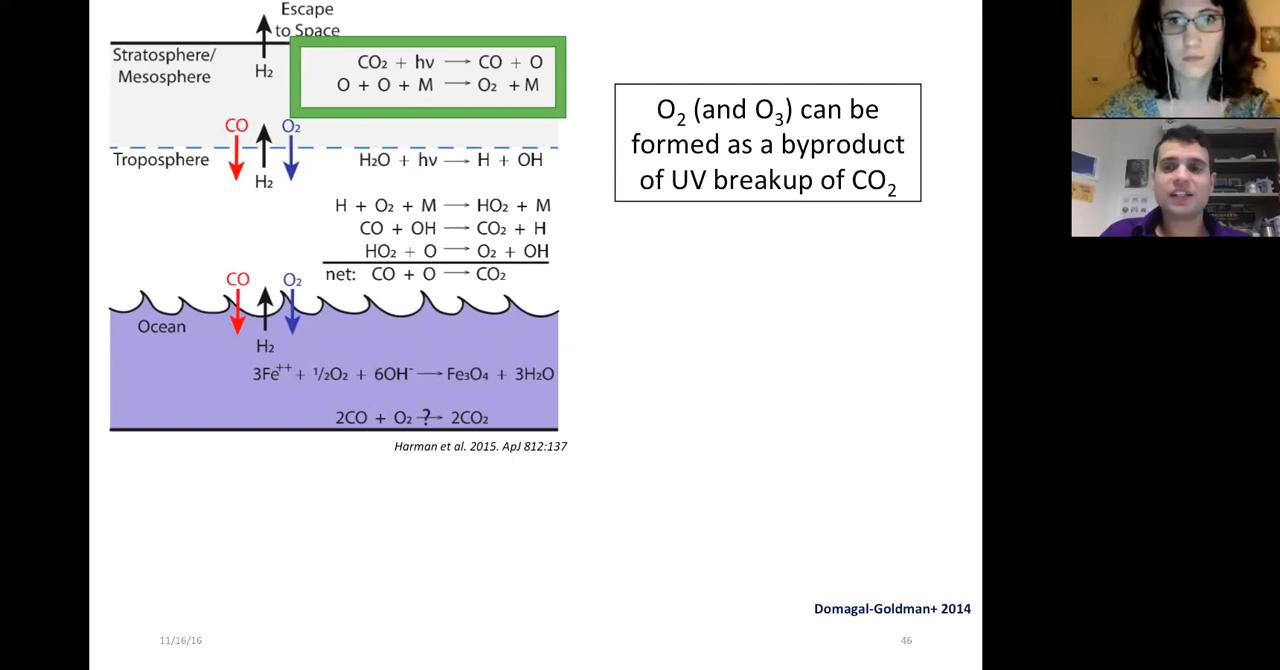 Escape
to Space
Stratosphere/
Mesosphere
H₂
CO₂ + hν → CO + O
O + O + M → O₂ + M
CO
O₂
Troposphere
H₂
H₂O + hν → H + OH
H + O₂ + M → HO₂ + M
CO + OH → CO₂ + H
HO₂ + O → O₂ + OH
net: CO + O → CO₂
CO
O₂
Ocean
H₂
3Fe⁺⁺ + ½O₂ + 6OH⁻ → Fe₃O₄ + 3H₂O
2CO + O₂ ?→ 2CO₂
Harman et al. 2015. ApJ 812:137
O₂ (and O₃) can be
formed as a byproduct
of UV breakup of CO₂
Domagal-Goldman+ 2014
11/16/16
46